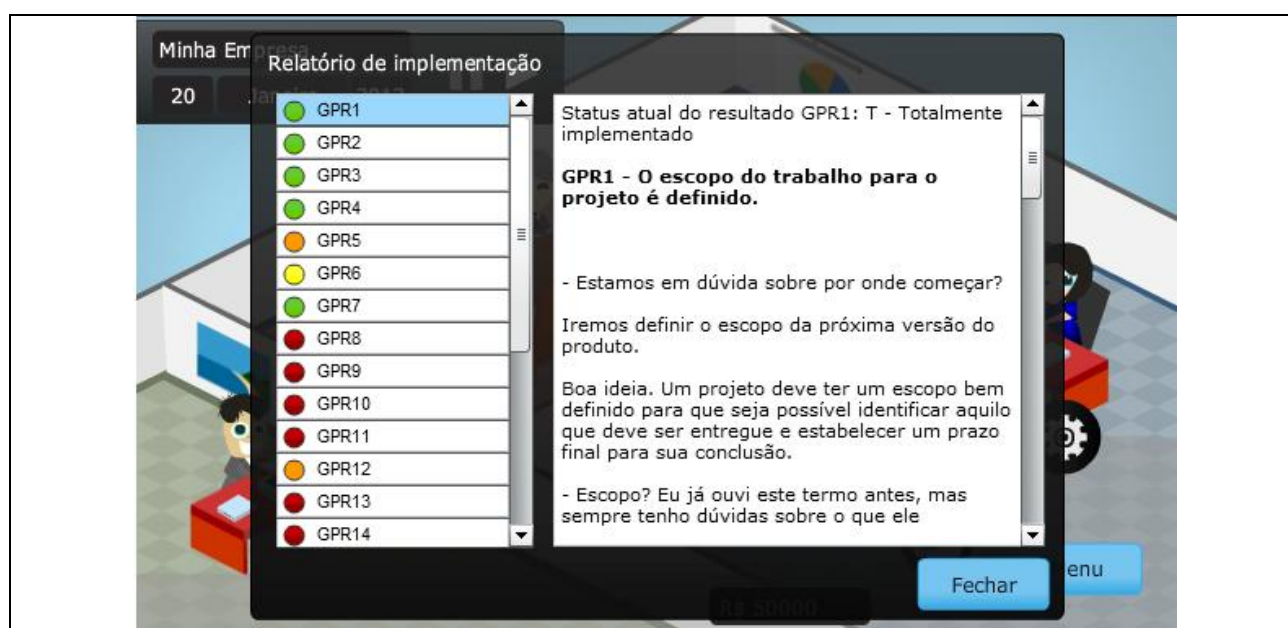 Minha Em
Relatório de implementação
20
GPR1
GPR2
GPR3
GPR4
GPR5
GPR6
GPR7
GPR8
GPR9
GPR10
GPR11
GPR12
GPR13
GPR14
Status atual do resultado GPR1: T - Totalmente
implementado
GPR1 - O escopo do trabalho para o
projeto é definido.
- Estamos em dúvida sobre por onde começar?
Iremos definir o escopo da próxima versão do
produto.
Boa ideia. Um projeto deve ter um escopo bem
definido para que seja possível identificar aquilo
que deve ser entregue e estabelecer um prazo
final para sua conclusão.
- Escopo? Eu já ouvi este termo antes, mas
sempre tenho dúvidas sobre o que ele
Fechar
enu
R$ 50000